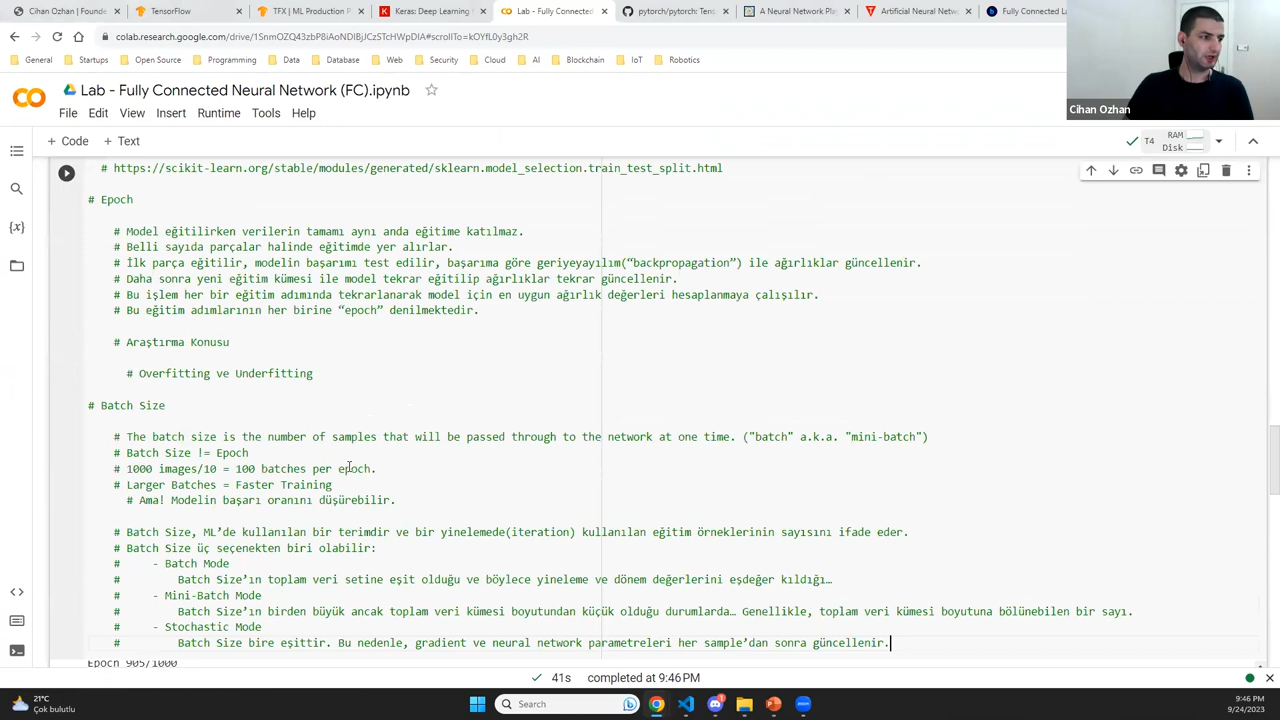 Cihan Ozhan | Founde
TensorFlow
TFX | ML Production P
Keras: Deep Learning
Lab - Fully Connected
pytorch/pytorch: Tens
A Neural Network Play
Artificial Neural Network
Fully Connected La
colab.research.google.com/drive/1SnmOZQ43zbP8iAoNDlBjJCzSTcHWpDIA#scrollTo=kOYfL0y3gh2R
General
Startups
Open Source
Programming
Data
Database
Web
Security
Cloud
AI
Blockchain
IoT
Robotics
Lab - Fully Connected Neural Network (FC).ipynb
File Edit View Insert Runtime Tools Help
Cihan Ozhan
+ Code + Text
T4
RAM
Disk
# https://scikit-learn.org/stable/modules/generated/sklearn.model_selection.train_test_split.html
# Epoch
# Model eğitilirken verilerin tamamı aynı anda eğitime katılmaz.
# Belli sayıda parçalar halinde eğitimde yer alırlar.
# İlk parça eğitilir, modelin başarımı test edilir, başarıma göre geriyeyayılım(“backpropagation”) ile ağırlıklar güncellenir.
# Daha sonra yeni eğitim kümesi ile model tekrar eğitilip ağırlıklar tekrar güncellenir.
# Bu işlem her bir eğitim adımında tekrarlanarak model için en uygun ağırlık değerleri hesaplanmaya çalışılır.
# Bu eğitim adımlarının her birine “epoch” denilmektedir.
# Araştırma Konusu
# Overfitting ve Underfitting
# Batch Size
# The batch size is the number of samples that will be passed through to the network at one time. ("batch" a.k.a. "mini-batch")
# Batch Size != Epoch
# 1000 images/10 = 100 batches per epoch.
# Larger Batches = Faster Training
# Ama! Modelin başarı oranını düşürebilir.
# Batch Size, ML’de kullanılan bir terimdir ve bir yinelemede(iteration) kullanılan eğitim örneklerinin sayısını ifade eder.
# Batch Size üç seçenekten biri olabilir:
# - Batch Mode
# Batch Size’ın toplam veri setine eşit olduğu ve böylece yineleme ve dönem değerlerini eşdeğer kıldığı…
# - Mini-Batch Mode
# Batch Size’ın birden büyük ancak toplam veri kümesi boyutundan küçük olduğu durumlarda… Genellikle, toplam veri kümesi boyutuna bölünebilen bir sayı.
# - Stochastic Mode
# Batch Size bire eşittir. Bu nedenle, gradient ve neural network parametreleri her sample’dan sonra güncellenir.
Epoch 905/1000
41s completed at 9:46 PM
21°C
Çok bulutlu
Search
9:46 PM
9/24/2023